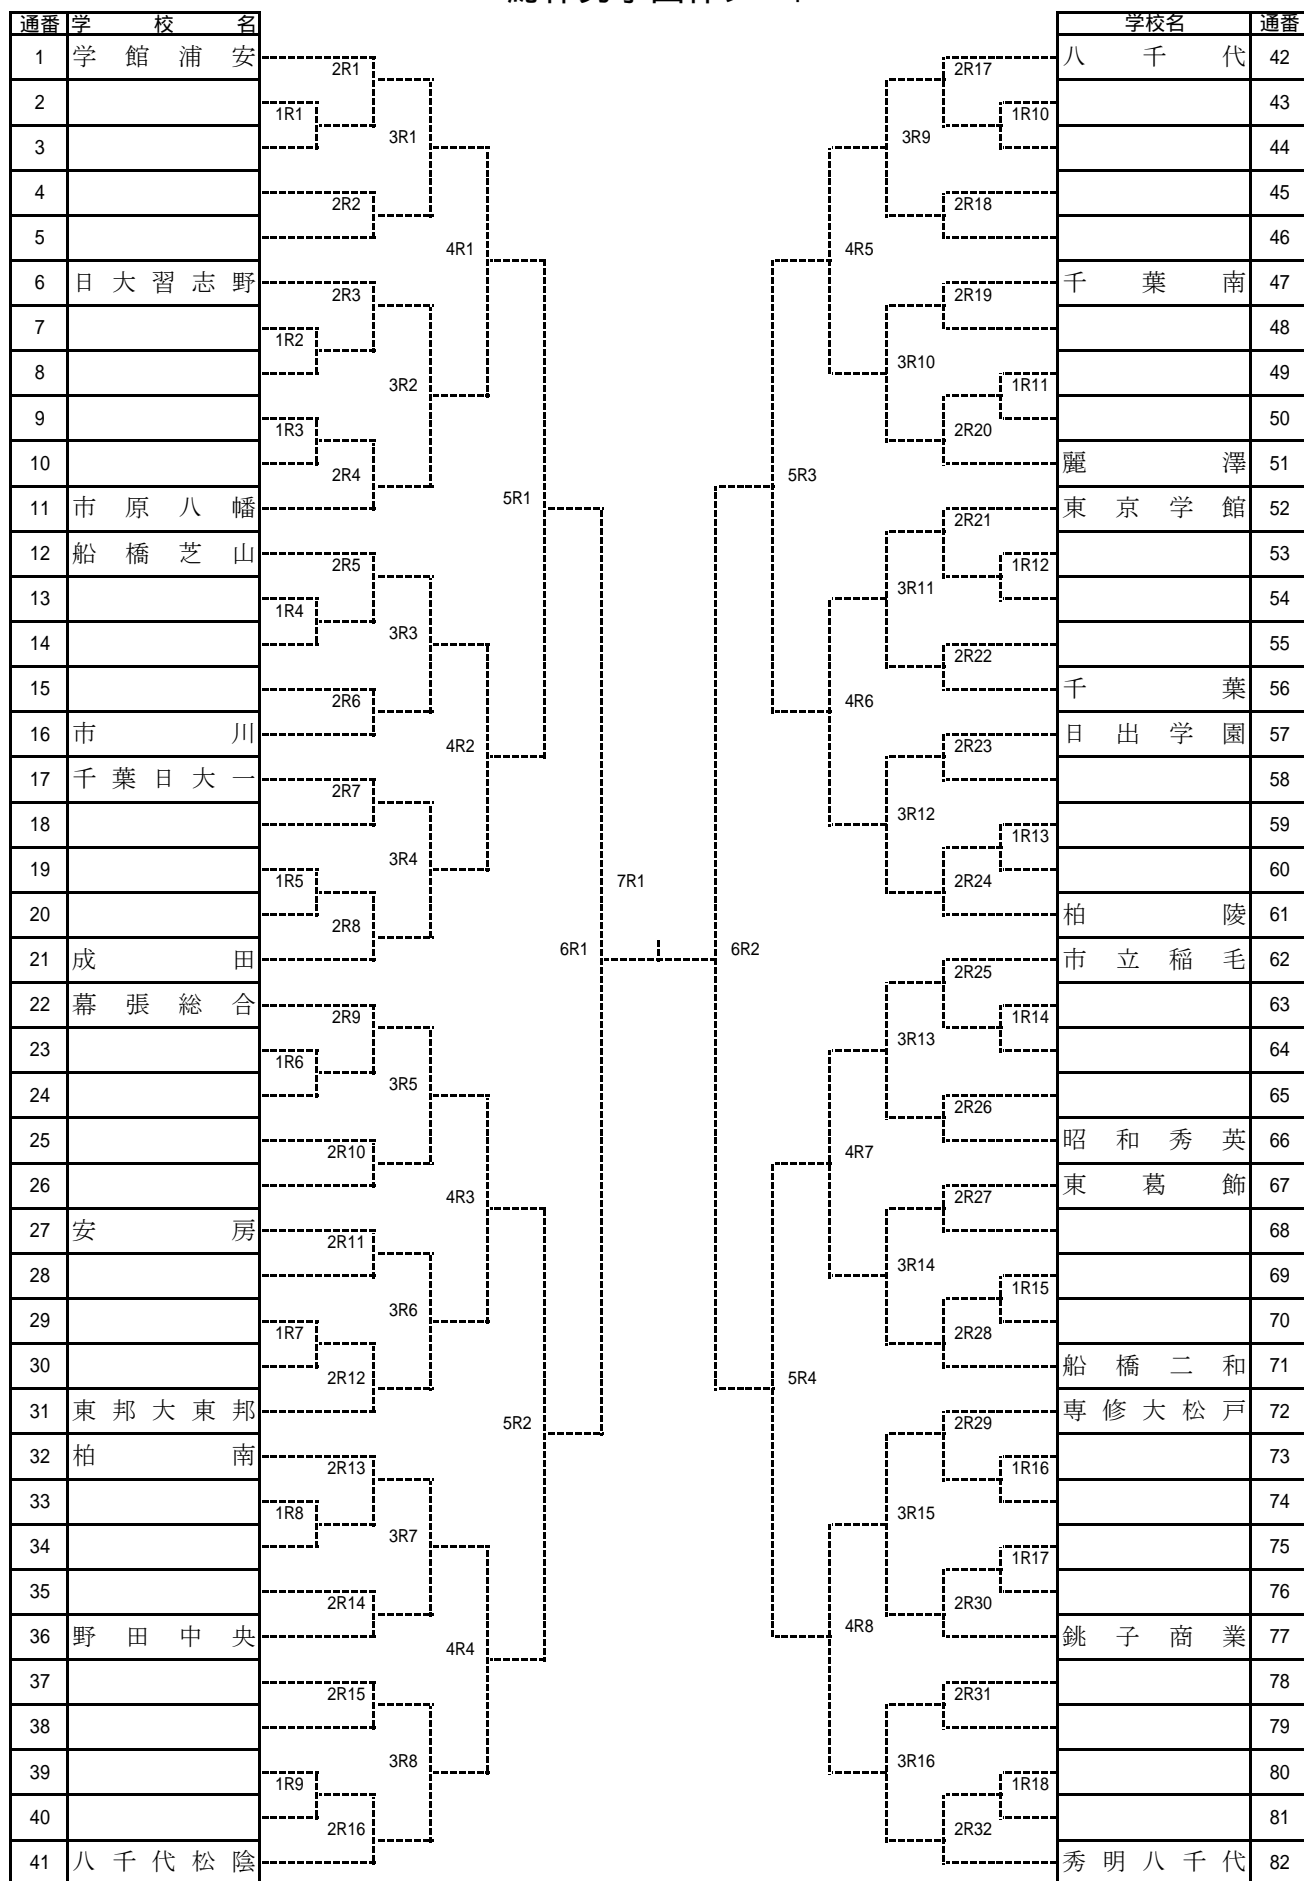 通番 学校名 学校名 通番
1 学館浦安 2R1 2R17 八千代 42
2 1R1 1R10 43
3 3R1 3R9 44
4 2R2 2R18 45
5 4R1 4R5 46
6 日大習志野 2R3 2R19 千葉南 47
7 1R2 48
8 3R2 3R10 1R11 49
9 1R3 2R20 50
10 2R4 5R3 麗澤 51
11 市原八幡 5R1 2R21 東京学館 52
12 船橋芝山 2R5 1R12 53
13 1R4 3R11 54
14 3R3 2R22 55
15 2R6 4R6 千葉 56
16 市川 4R2 2R23 日出学園 57
17 千葉日大一 2R7 58
18 3R12 1R13 59
19 1R5 3R4 7R1 2R24 60
20 2R8 柏陵 61
21 成田 6R1 6R2 2R25 市立稲毛 62
22 幕張総合 2R9 1R14 63
23 1R6 3R13 64
24 3R5 2R26 65
25 2R10 4R7 昭和秀英 66
26 4R3 2R27 東葛飾 67
27 安房 2R11 68
28 3R14 1R15 69
29 1R7 3R6 2R28 70
30 2R12 5R4 船橋二和 71
31 東邦大東邦 5R2 2R29 専修大松戸 72
32 柏南 2R13 1R16 73
33 1R8 3R15 74
34 3R7 1R17 75
35 2R14 2R30 76
36 野田中央 4R4 4R8 銚子商業 77
37 2R15 2R31 78
38 79
39 1R9 3R8 3R16 1R18 80
40 2R16 2R32 81
41 八千代松陰 秀明八千代 82